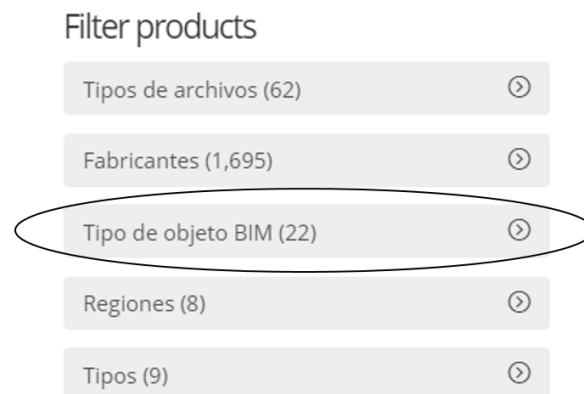 Filter products
Tipos de archivos (62)
Fabricantes (1,695)
Tipo de objeto BIM (22)
Regiones (8)
Tipos (9)